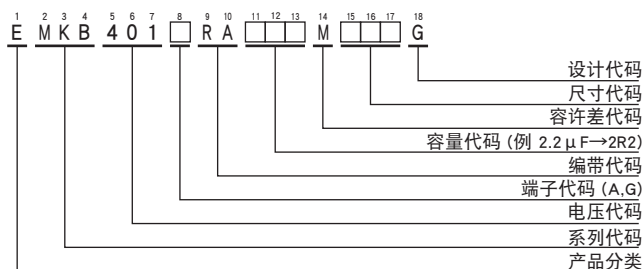 1 2 3 4 5 6 7 8 9 10 11 12 13 14 15 16 17 18
E MKB 401 □ RA □□□ M □□□ G
设计代码
尺寸代码
容许差代码
容量代码 (例 2.2μF→2R2)
编带代码
端子代码 (A,G)
电压代码
系列代码
产品分类